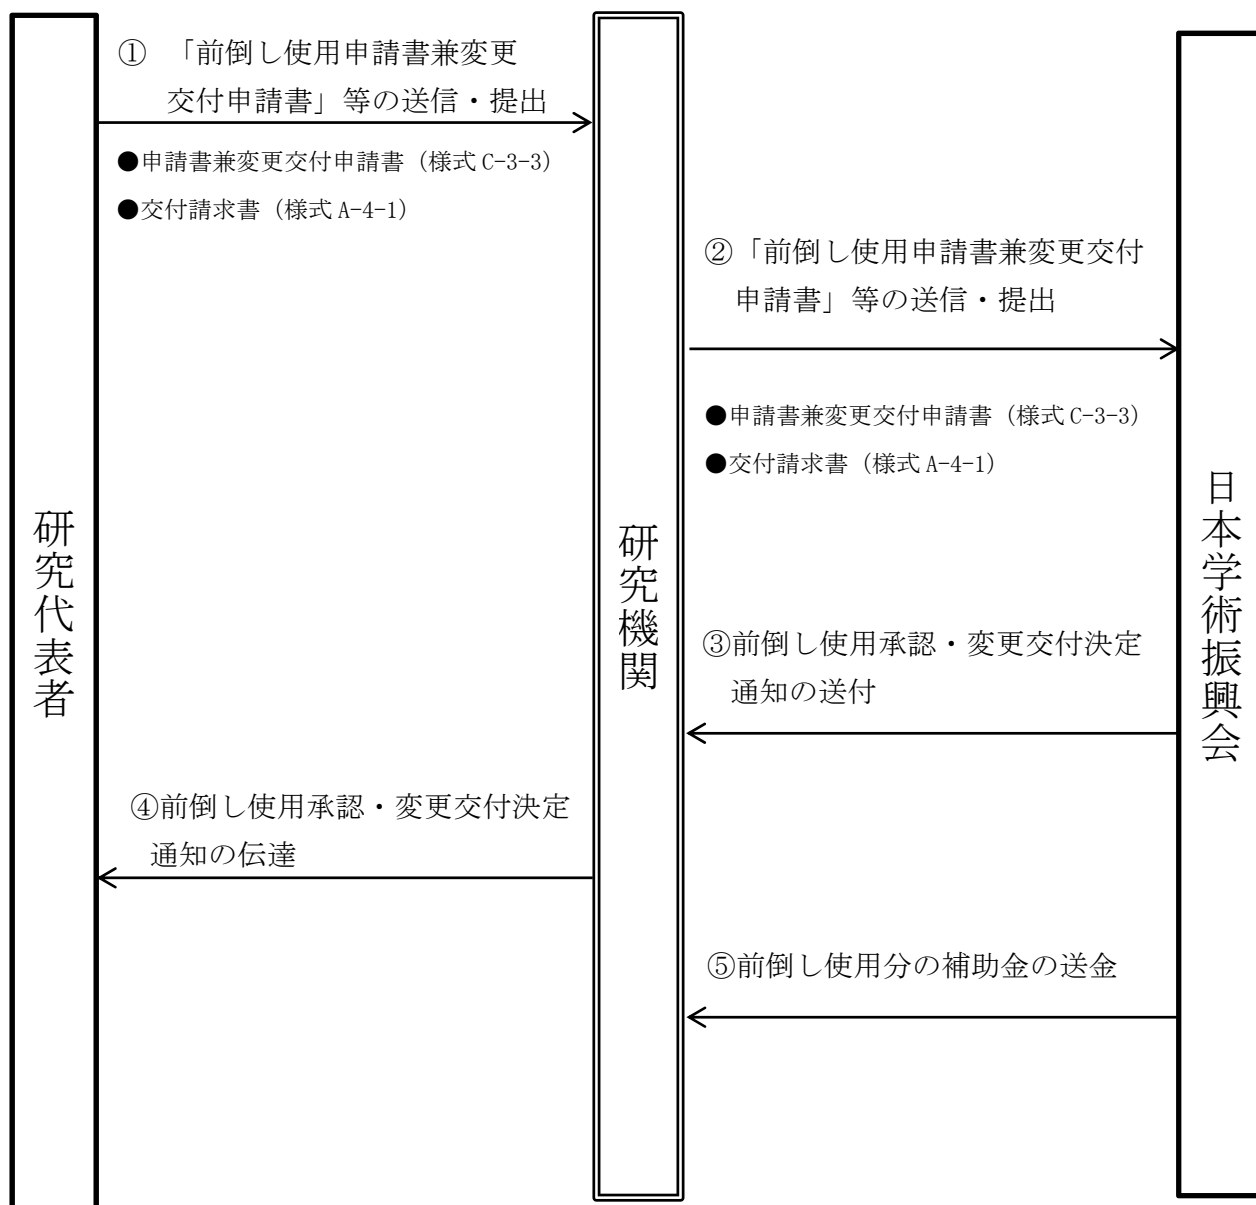 ① 「前倒し使用申請書兼変更
交付申請書」等の送信・提出
●申請書兼変更交付申請書（様式 C-3-3）
●交付請求書（様式 A-4-1）
②「前倒し使用申請書兼変更交付
申請書」等の送信・提出
●申請書兼変更交付申請書（様式 C-3-3）
●交付請求書（様式 A-4-1）
研究代表者
研究機関
日本学術振興会
③前倒し使用承認・変更交付決定
通知の送付
④前倒し使用承認・変更交付決定
通知の伝達
⑤前倒し使用分の補助金の送金